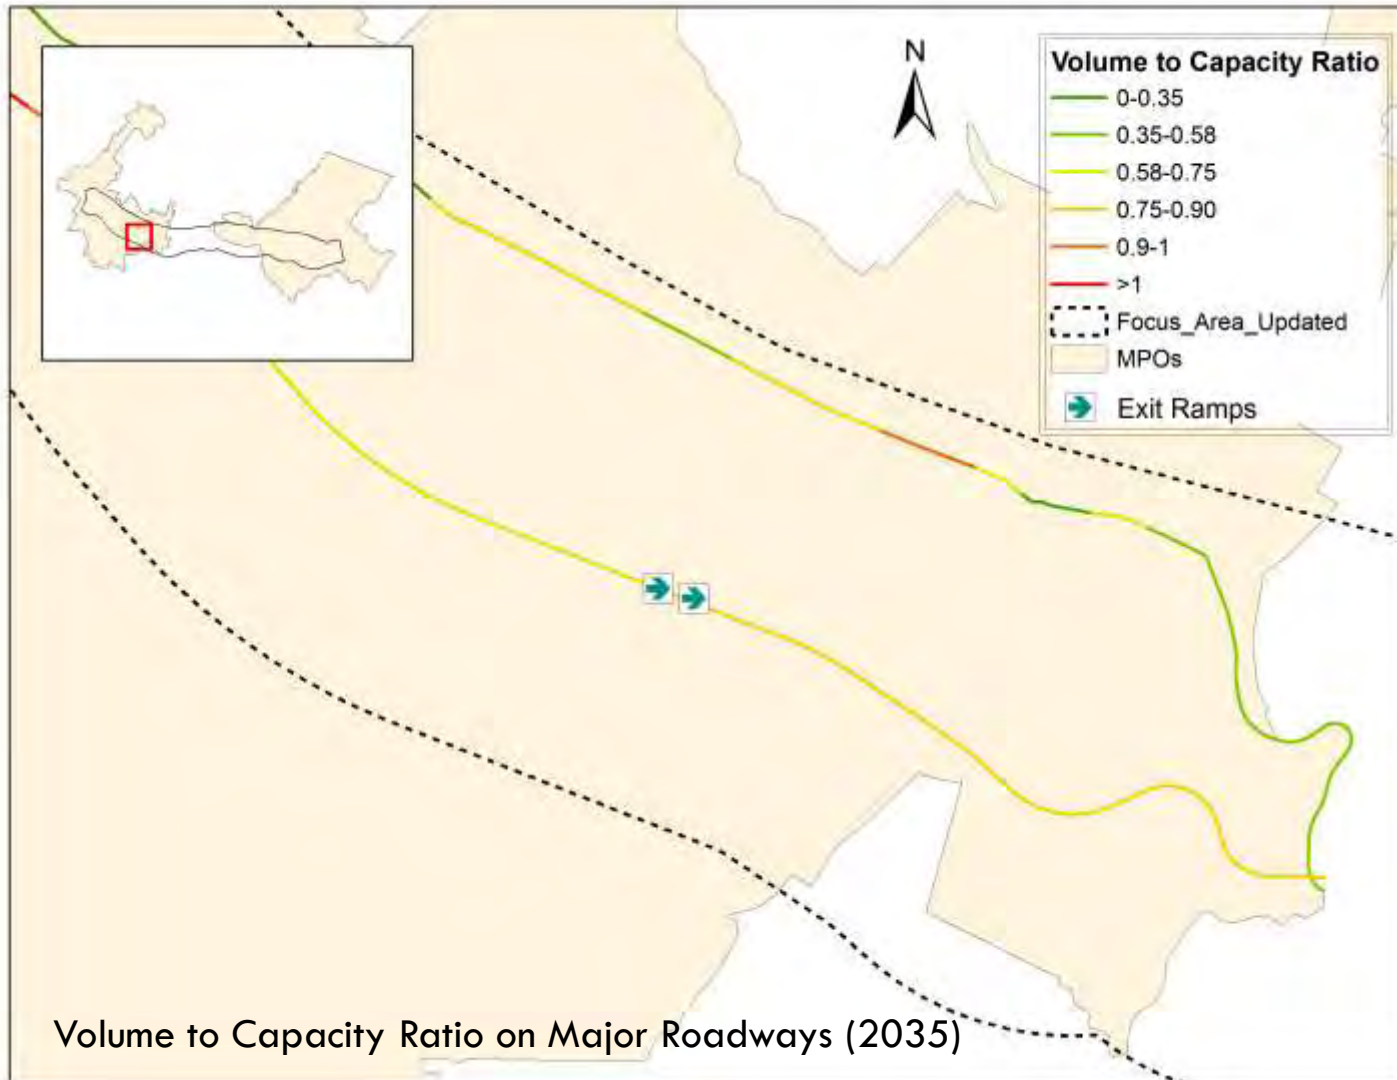 N
Volume to Capacity Ratio
0-0.35
0.35-0.58
0.58-0.75
0.75-0.90
0.9-1
>1
Focus_Area_Updated
MPOs
Exit Ramps
Volume to Capacity Ratio on Major Roadways (2035)